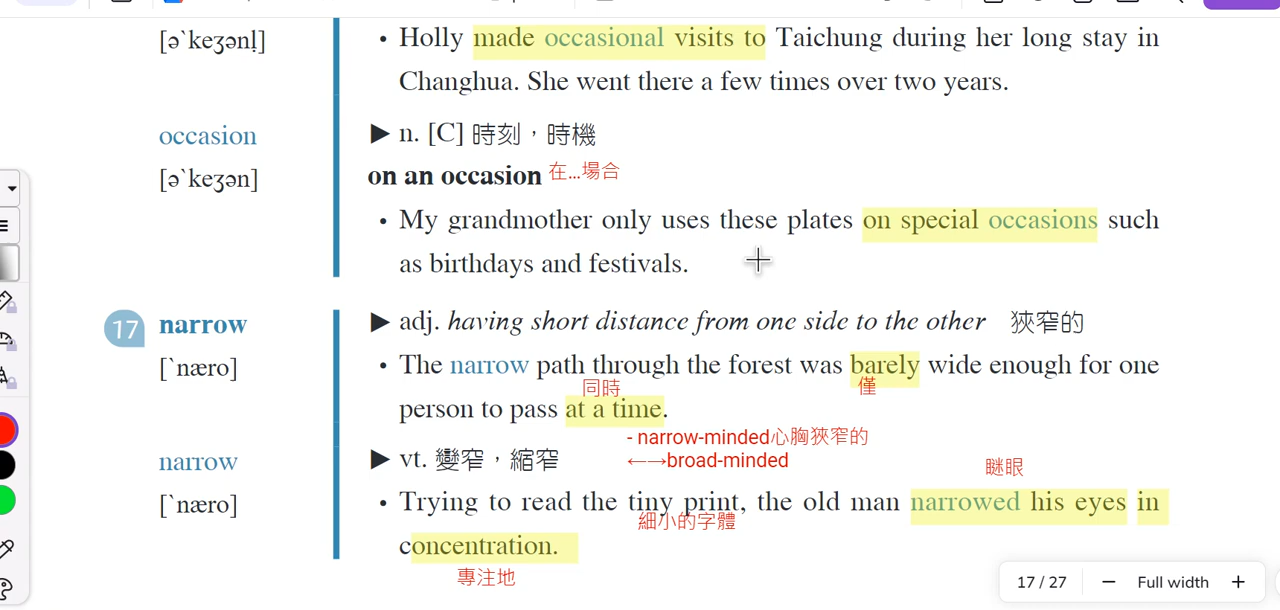 [ə`keʒənḷ]
• Holly made occasional visits to Taichung during her long stay in
Changhua. She went there a few times over two years.
occasion
▶ n. [C] 時刻，時機
[ə`keʒən]
on an occasion 在...場合
• My grandmother only uses these plates on special occasions such
as birthdays and festivals.
17 narrow
▶ adj. having short distance from one side to the other 狹窄的
[`næro]
• The narrow path through the forest was barely wide enough for one
同時
僅
person to pass at a time.
- narrow-minded心胸狹窄的
narrow
▶ vt. 變窄，縮窄
←→broad-minded
瞇眼
[`næro]
• Trying to read the tiny print, the old man narrowed his eyes in
細小的字體
concentration.
專注地
17 / 27 − Full width +